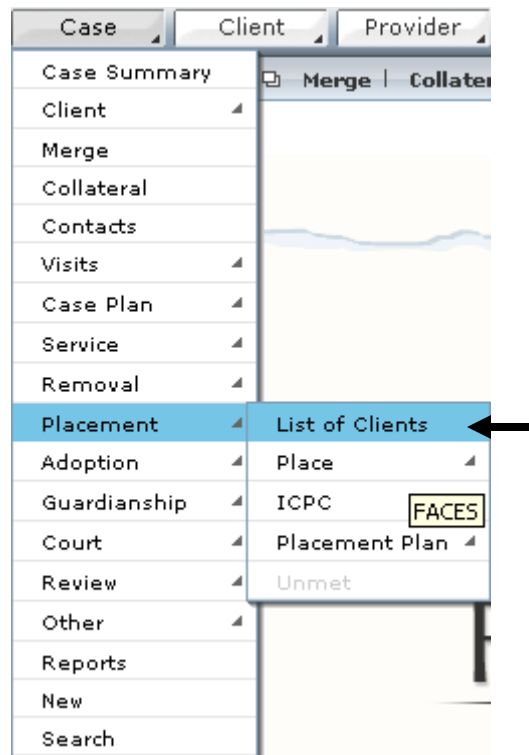 Case Client Provider
Case Summary
Merge Collater
Client
Merge
Collateral
Contacts
Visits
Case Plan
Service
Removal
Placement
List of Clients
Adoption
Place
Guardianship
ICPC
FACES
Court
Placement Plan
Review
Unmet
Other
Reports
New
Search